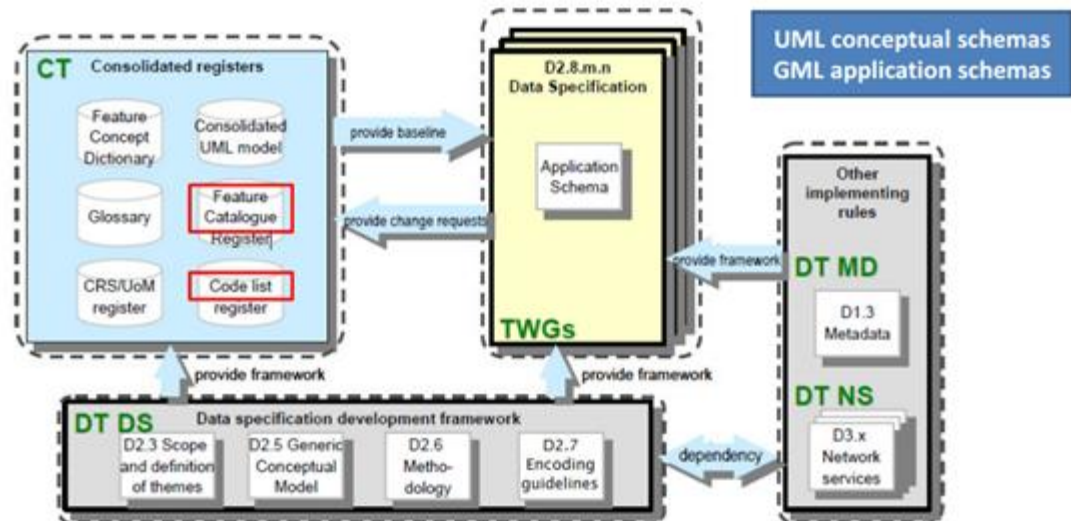 CT
Consolidated registers
Feature
Concept
Dictionary
Consolidated
UML model
Glossary
Feature
Catalogue
Register
CRS/UoM
register
Code list
register
provide baseline
provide change requests
D2.8.m.n
Data Specification
Application
Schema
TWGs
UML conceptual schemas
GML application schemas
Other
implementing
rules
provide framework
DT MD
D1.3
Metadata
DT NS
D3.x
Network
services
provide framework
provide framework
DT DS
Data specification development framework
D2.3 Scope
and definition
of themes
D2.5 Generic
Conceptual
Model
D2.6
Metho-
dology
D2.7
Encoding
guidelines
dependency